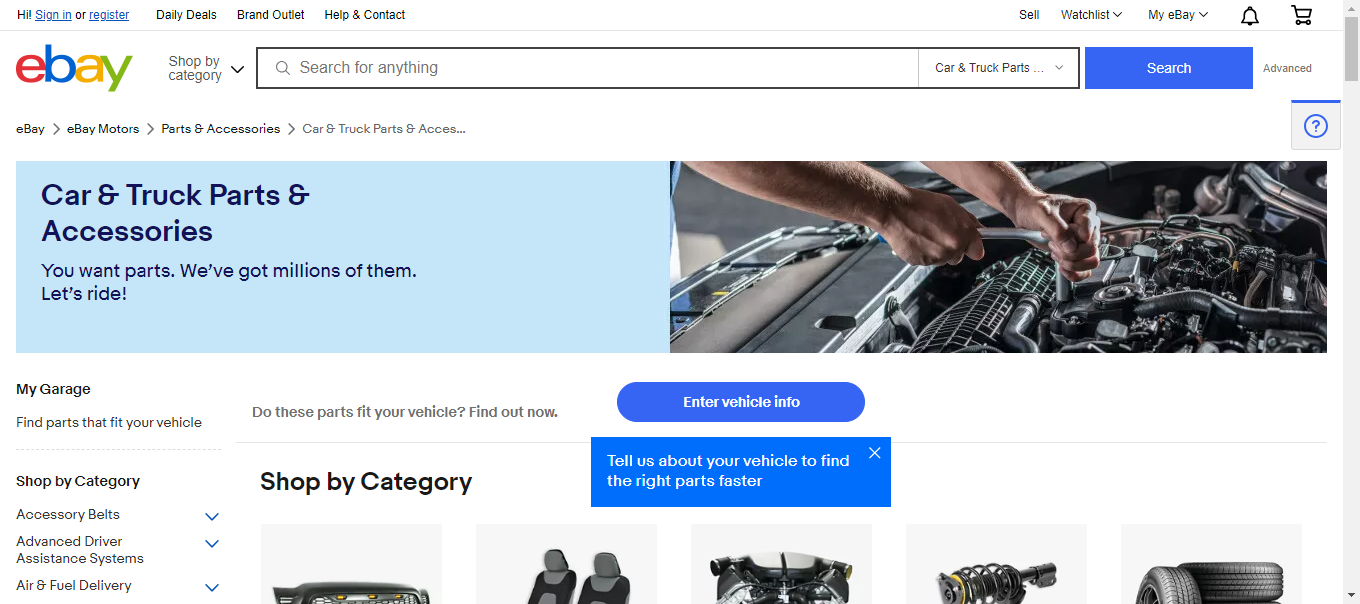 Hi! Sign in or register Daily Deals Brand Outlet Help & Contact Sell Watchlist My eBay
ebay
Shop by
category
Search for anything
Car & Truck Parts ...
Search
Advanced
eBay eBay Motors Parts & Accessories Car & Truck Parts & Acces...
Car & Truck Parts &
Accessories
You want parts. We’ve got millions of them.
Let’s ride!
My Garage
Find parts that fit your vehicle
Do these parts fit your vehicle? Find out now.
Enter vehicle info
Tell us about your vehicle to find
the right parts faster
Shop by Category
Accessory Belts
Advanced Driver
Assistance Systems
Air & Fuel Delivery
Shop by Category